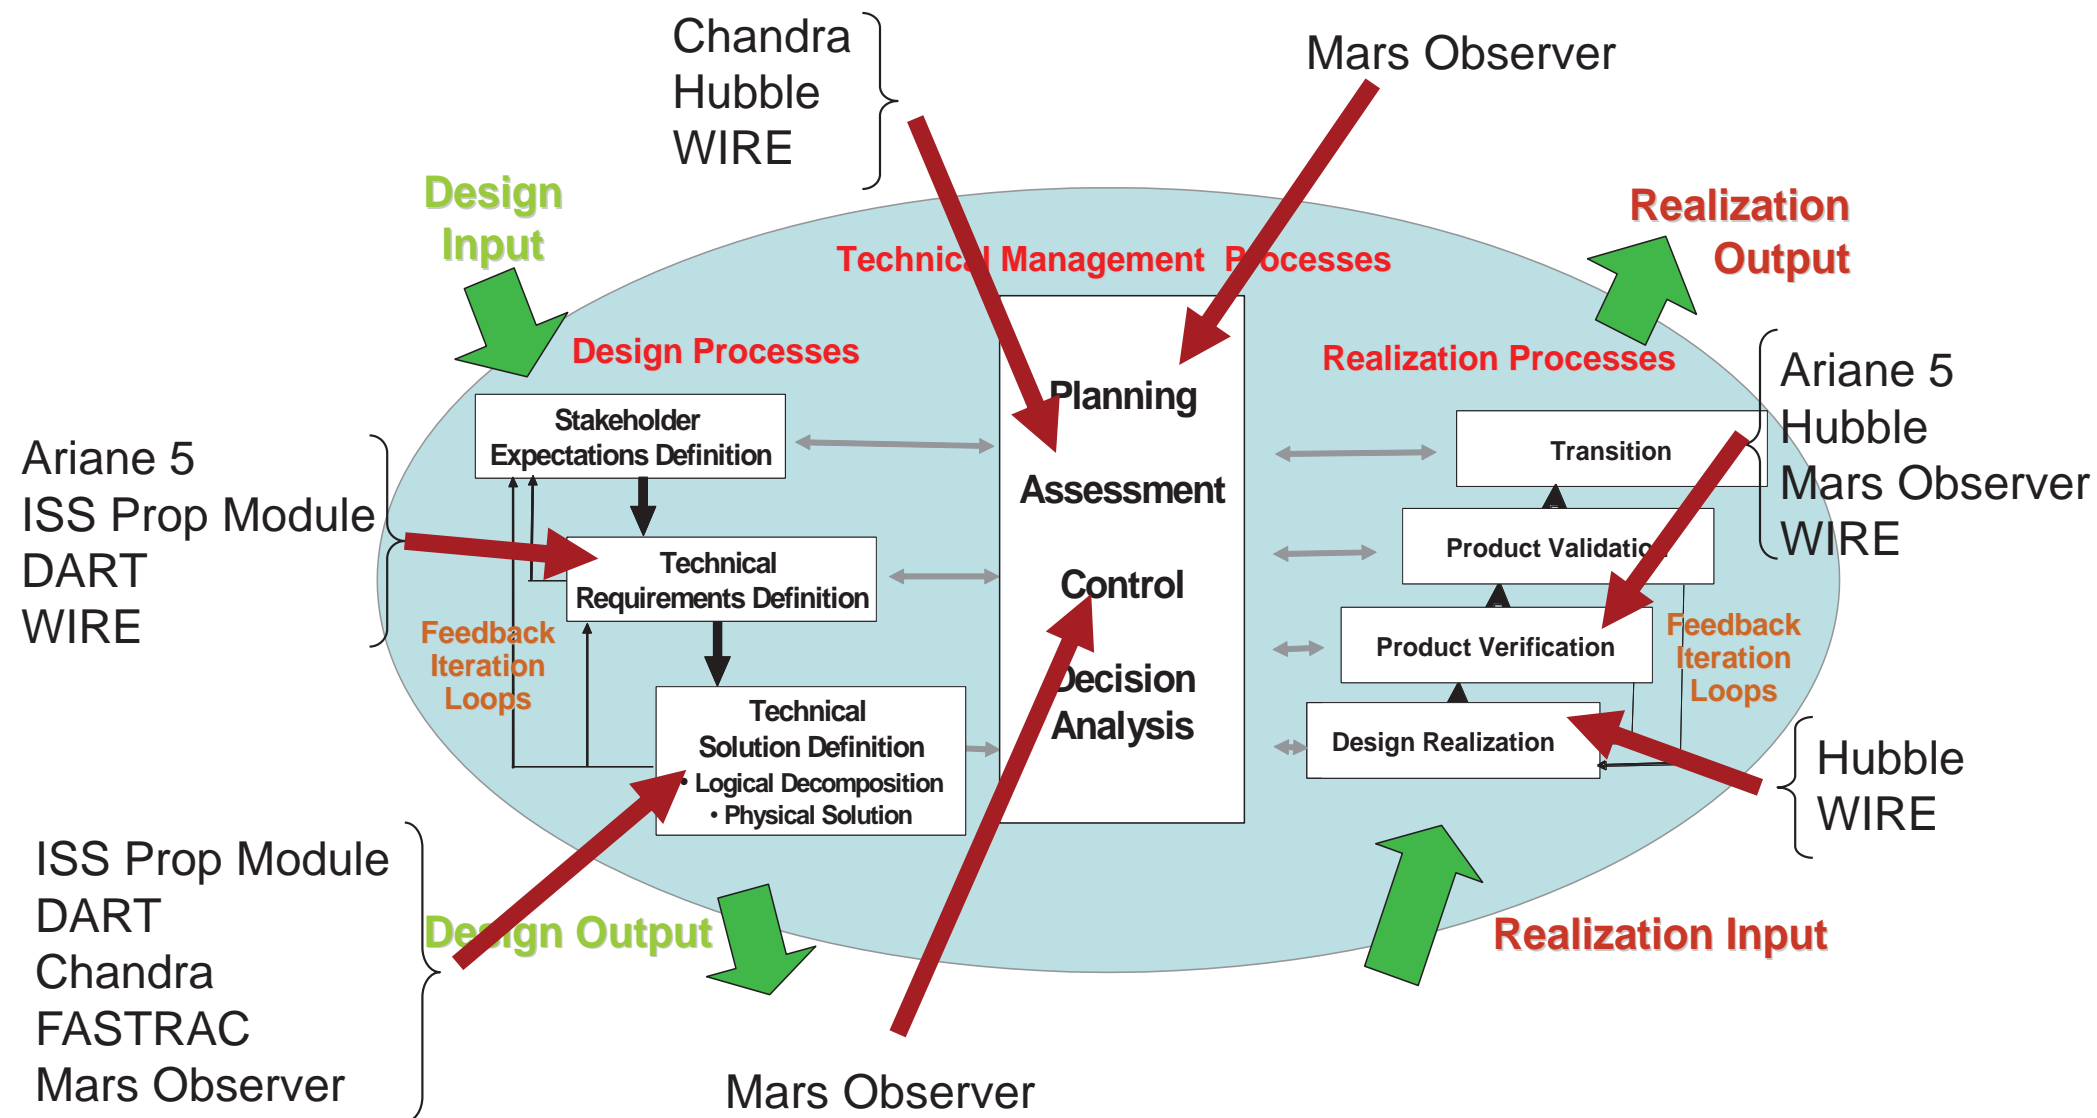 Chandra
Hubble
WIRE
Mars Observer
Design
Input
Realization
Output
Technical Management Processes
Design Processes
Realization Processes
Stakeholder
Expectations Definition
Technical
Requirements Definition
Technical
Solution Definition
• Logical Decomposition
• Physical Solution
Feedback
Iteration
Loops
Planning
Assessment
Control
Decision
Analysis
Transition
Product Validation
Product Verification
Design Realization
Feedback
Iteration
Loops
Ariane 5
ISS Prop Module
DART
WIRE
Ariane 5
Hubble
Mars Observer
WIRE
Hubble
WIRE
ISS Prop Module
DART
Chandra
FASTRAC
Mars Observer
Design Output
Realization Input
Mars Observer